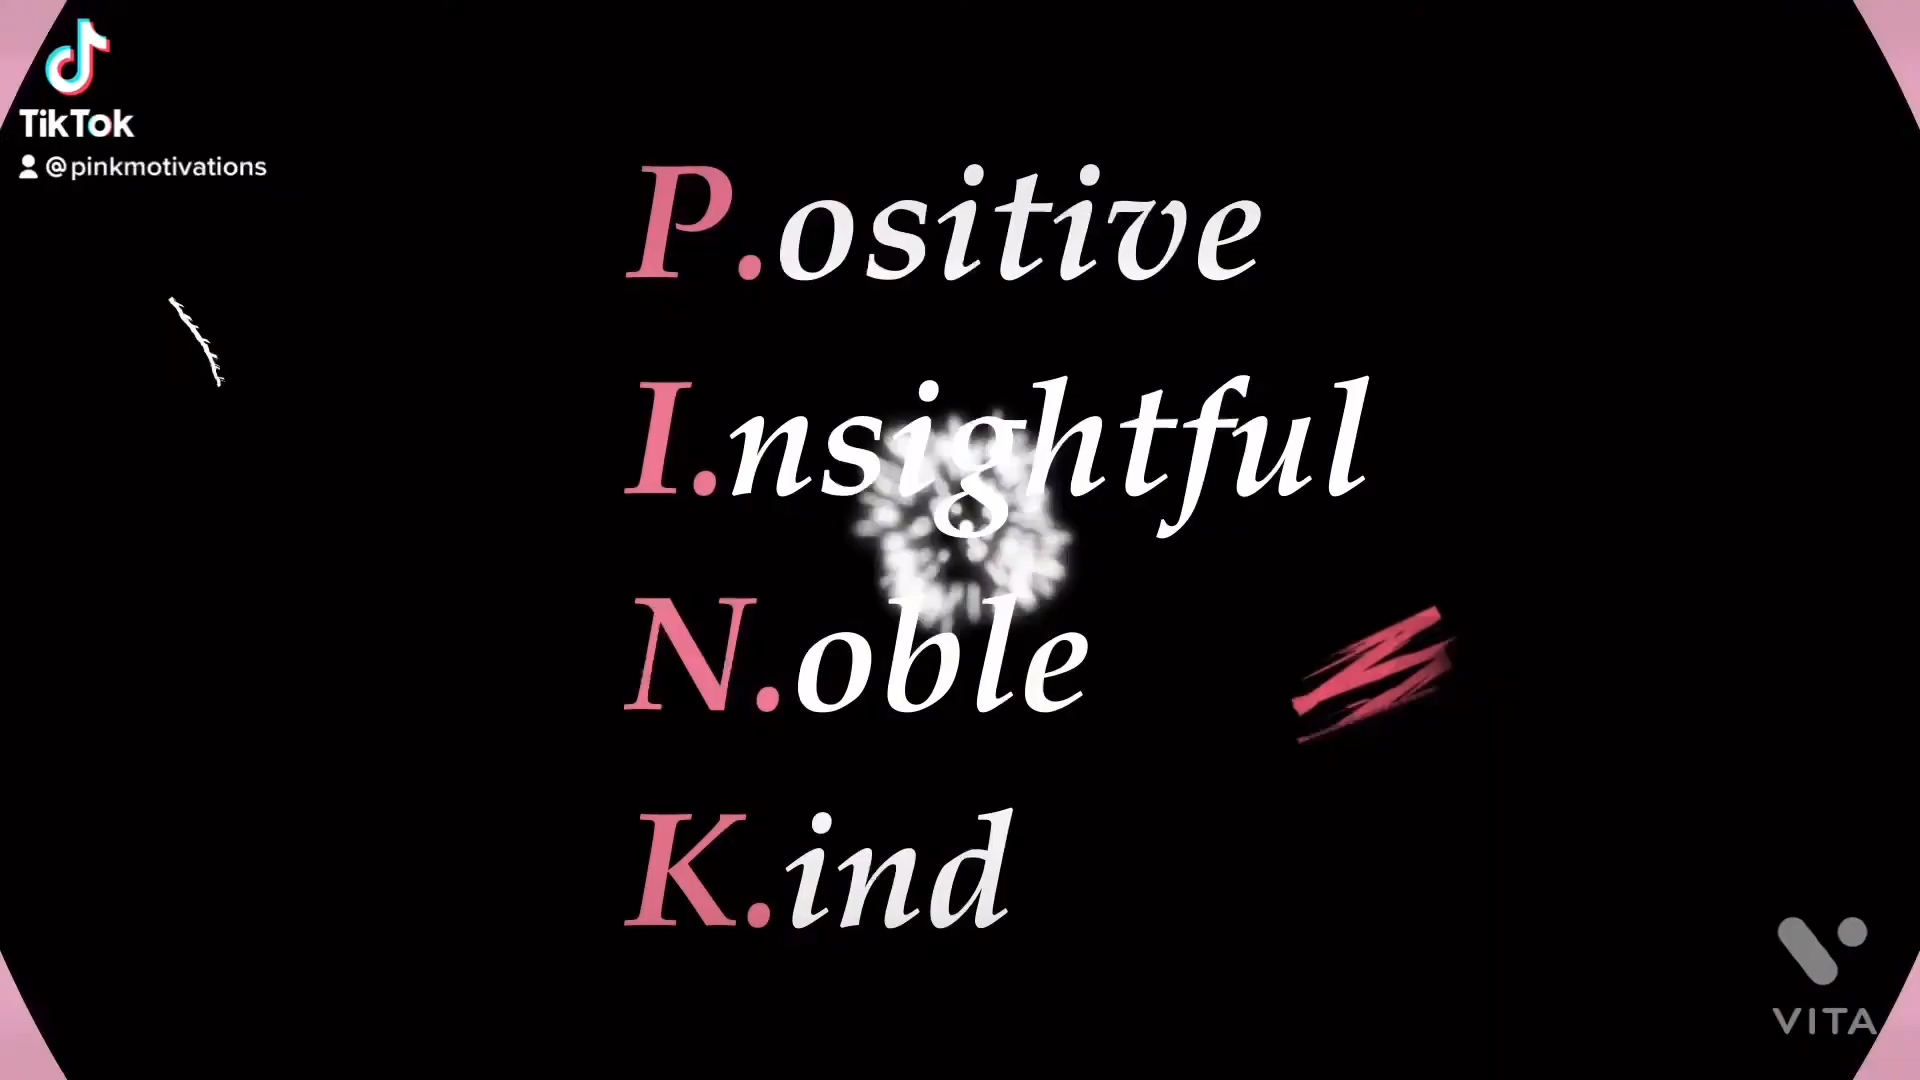 TikTok
@pinkmotivations
P.ositive
I.nsightful
N.oble
K.ind
VITA